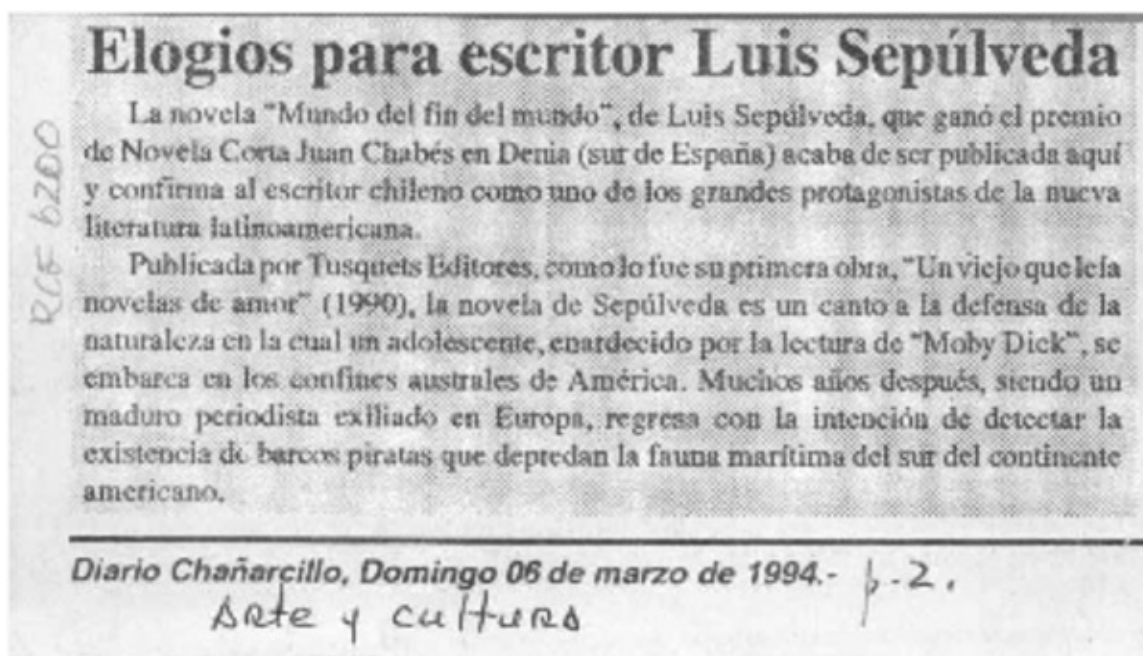 Elogios para escritor Luis Sepúlveda
La novela "Mundo del fin del mundo", de Luis Sepúlveda, que ganó el premio
de Novela Corta Juan Chabés en Denia (sur de España) acaba de ser publicada aquí
y confirma al escritor chileno como uno de los grandes protagonistas de la nueva
literatura latinoamericana.
Publicada por Tusquets Editores, como lo fue su primera obra, "Un viejo que leía
novelas de amor" (1990), la novela de Sepúlveda es un canto a la defensa de la
naturaleza en la cual un adolescente, enardecido por la lectura de "Moby Dick", se
embarca en los confines australes de América. Muchos años después, siendo un
maduro periodista exiliado en Europa, regresa con la intención de detectar la
existencia de barcos piratas que depredan la fauna marítima del sur del continente
americano.
Diario Chañarcillo, Domingo 06 de marzo de 1994.- p.2.
Arte y cultura